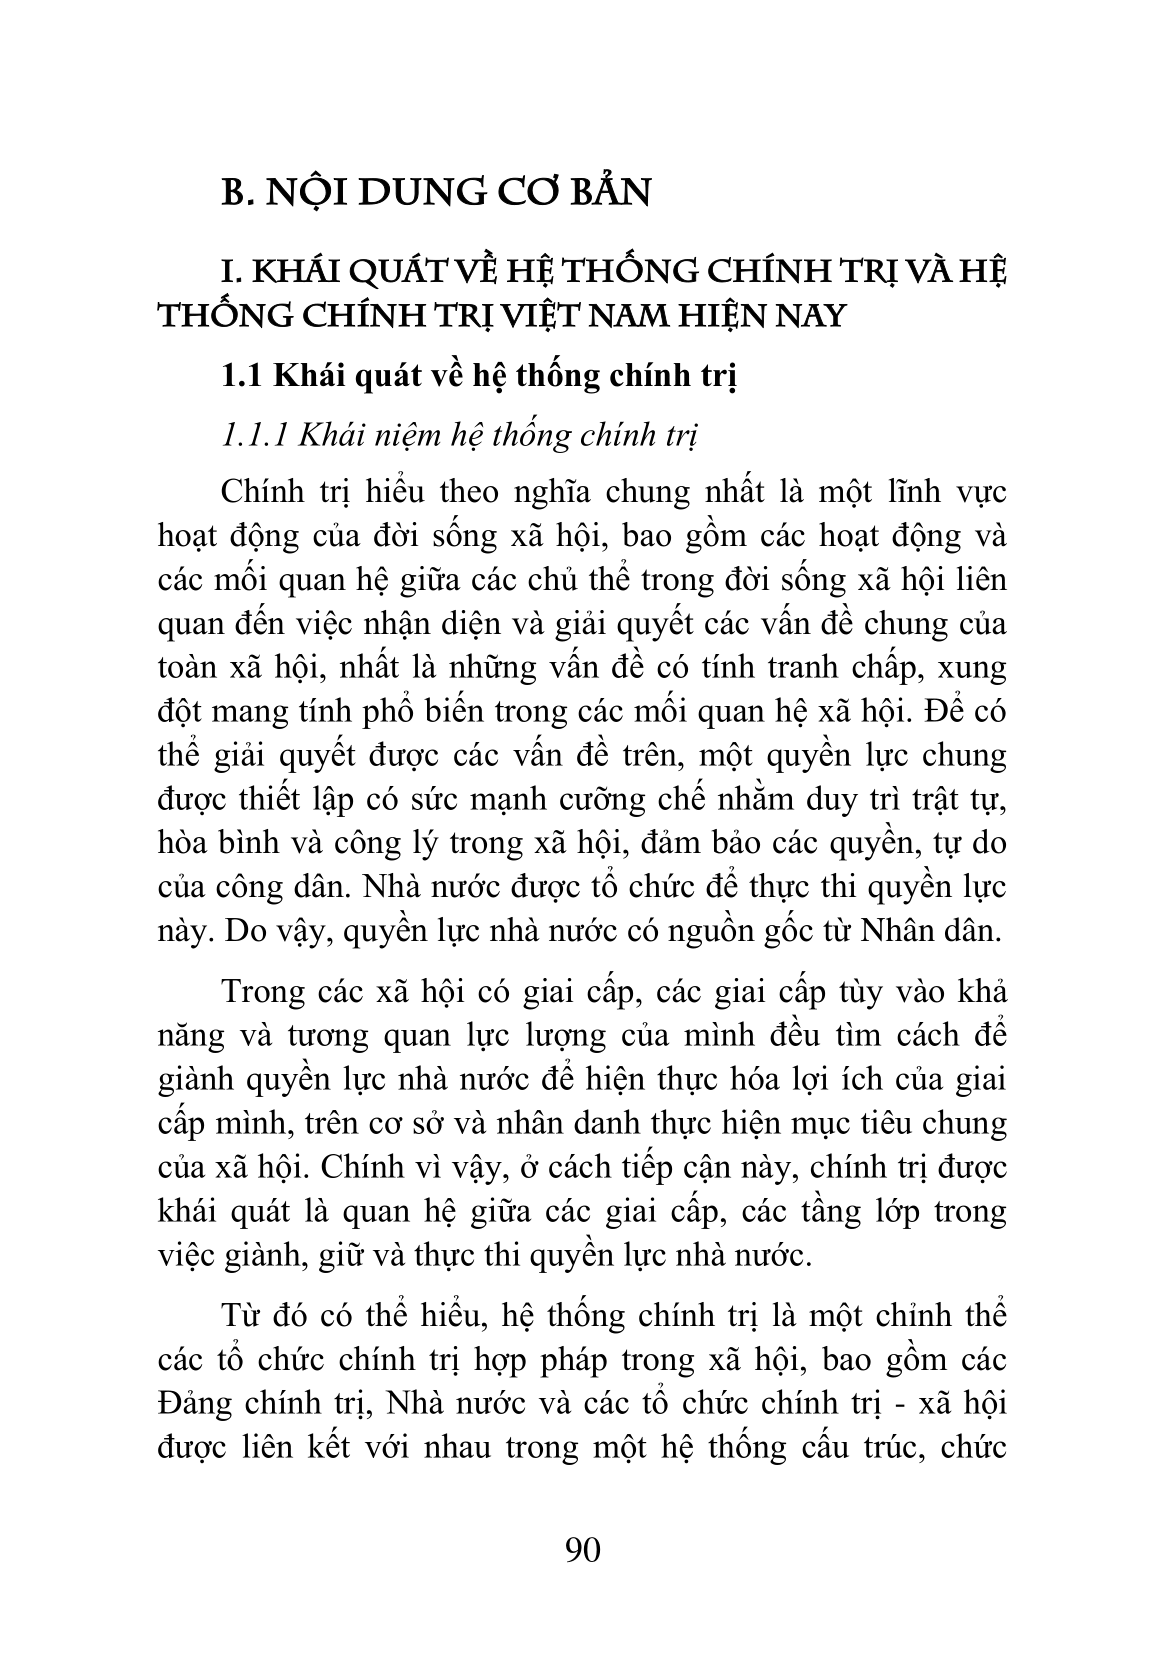 B. NỘI DUNG CƠ BẢN
I. KHÁI QUÁT VỀ HỆ THỐNG CHÍNH TRỊ VÀ HỆ
THỐNG CHÍNH TRỊ VIỆT NAM HIỆN NAY
1.1 Khái quát về hệ thống chính trị
1.1.1 Khái niệm hệ thống chính trị
Chính trị hiểu theo nghĩa chung nhất là một lĩnh vực
hoạt động của đời sống xã hội, bao gồm các hoạt động và
các mối quan hệ giữa các chủ thể trong đời sống xã hội liên
quan đến việc nhận diện và giải quyết các vấn đề chung của
toàn xã hội, nhất là những vấn đề có tính tranh chấp, xung
đột mang tính phổ biến trong các mối quan hệ xã hội. Để có
thể giải quyết được các vấn đề trên, một quyền lực chung
được thiết lập có sức mạnh cưỡng chế nhằm duy trì trật tự,
hòa bình và công lý trong xã hội, đảm bảo các quyền, tự do
của công dân. Nhà nước được tổ chức để thực thi quyền lực
này. Do vậy, quyền lực nhà nước có nguồn gốc từ Nhân dân.
Trong các xã hội có giai cấp, các giai cấp tùy vào khả
năng và tương quan lực lượng của mình đều tìm cách để
giành quyền lực nhà nước để hiện thực hóa lợi ích của giai
cấp mình, trên cơ sở và nhân danh thực hiện mục tiêu chung
của xã hội. Chính vì vậy, ở cách tiếp cận này, chính trị được
khái quát là quan hệ giữa các giai cấp, các tầng lớp trong
việc giành, giữ và thực thi quyền lực nhà nước.
Từ đó có thể hiểu, hệ thống chính trị là một chỉnh thể
các tổ chức chính trị hợp pháp trong xã hội, bao gồm các
Đảng chính trị, Nhà nước và các tổ chức chính trị - xã hội
được liên kết với nhau trong một hệ thống cấu trúc, chức
90